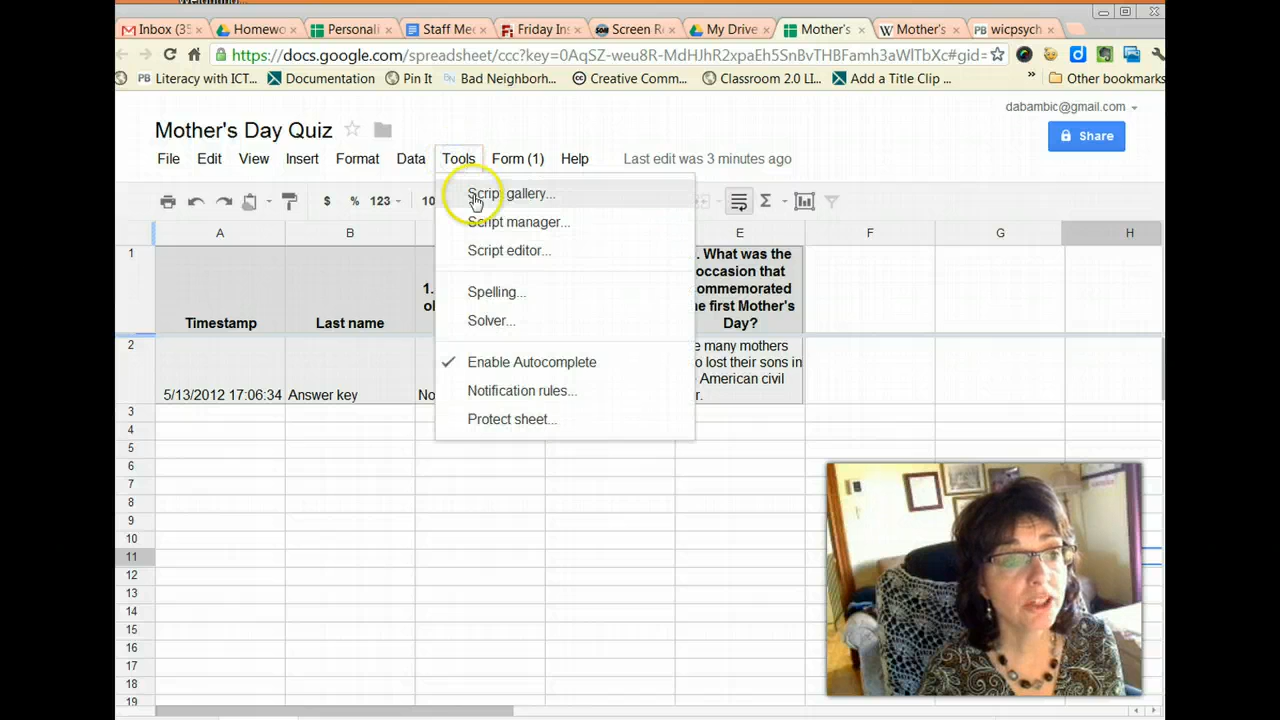 Inbox (35
Homewo
Personali
Staff Mee
Friday Ins
Screen Re
My Drive
Mother's
Mother's
wicpsych
https://docs.google.com/spreadsheet/ccc?key=0AqSZ-weu8R-MdHJhR2xpaEh5SnBvTHBFamh3aWlTbXc#gid=
Literacy with ICT...
Documentation
Pin It
Bad Neighborh...
Creative Comm...
Classroom 2.0 LI...
Add a Title Clip ...
»
Other bookmarks
dabambic@gmail.com
Mother's Day Quiz
Share
File Edit View Insert Format Data Tools Form (1) Help Last edit was 3 minutes ago
$ % 123 10 Σ
Script gallery...
Script manager...
Script editor...
Spelling...
Solver...
Enable Autocomplete
Notification rules...
Protect sheet...
A B E F G H
1
Timestamp
Last name
1.
ol
. What was the
occasion that
ommemorated
he first Mother's
Day?
2
5/13/2012 17:06:34
Answer key
No
e many mothers
o lost their sons in
American civil
r.
3
4
5
6
7
8
9
10
11
12
13
14
15
16
17
18
19